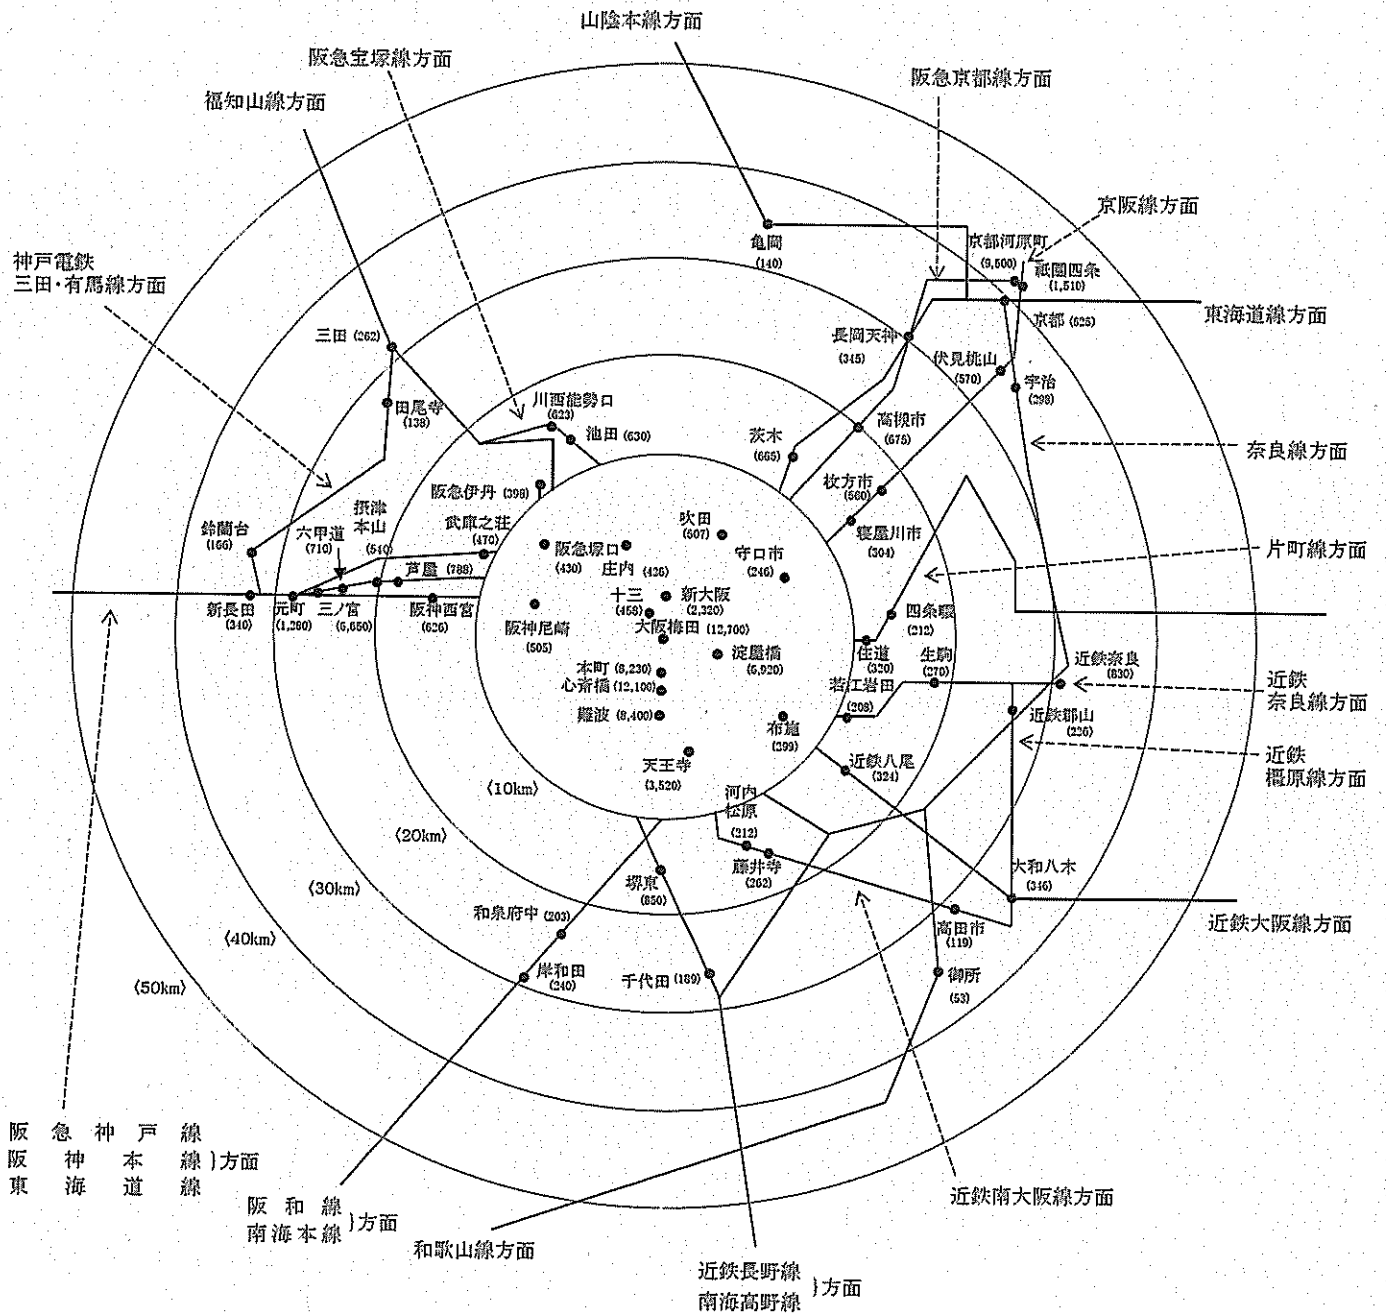 山陰本線方面
阪急宝塚線方面
阪急京都線方面
福知山線方面
京阪線方面
亀岡
(140)
京都河原町
(9,500)
祇園四条
(1,510)
神戸電鉄
三田・有馬線方面
東海道線方面
京都 (525)
三田 (262)
長岡天神
(345)
伏見桃山
(570)
宇治
(298)
田尾寺
(138)
川西能勢口
(623)
池田 (630)
茨木
(665)
高槻市
(675)
奈良線方面
阪急伊丹 (398)
枚方市
(560)
摂津
本山
(540)
武庫之荘
(470)
鈴蘭台
(166)
六甲道
(710)
吹田
(507)
寝屋川市
(304)
守口市
(246)
阪急塚口
(430)
庄内 (425)
片町線方面
芦屋 (788)
新長田
(340)
元町
(1,280)
三ノ宮
(5,650)
阪神西宮
(626)
十三
(458)
新大阪
(2,320)
阪神尼崎
(505)
大阪梅田 (12,700)
四条畷
(212)
淀屋橋
(5,920)
住道
(320)
生駒
(270)
近鉄奈良
(830)
本町 (8,230)
心斎橋 (12,100)
若江岩田
(208)
近鉄
奈良線方面
難波 (8,400)
布施
(399)
近鉄郡山
(226)
天王寺
(3,520)
近鉄八尾
(324)
近鉄
橿原線方面
〈10km〉
河内
松原
(212)
〈20km〉
藤井寺
(262)
大和八木
(346)
〈30km〉
堺東
(850)
和泉府中 (203)
高田市
(119)
近鉄大阪線方面
〈40km〉
岸和田
(240)
千代田 (189)
御所
(53)
〈50km〉
阪急神戸線
阪神本線}方面
東海道線
阪和線
南海本線}方面
和歌山線方面
近鉄南大阪線方面
近鉄長野線
南海高野線}方面